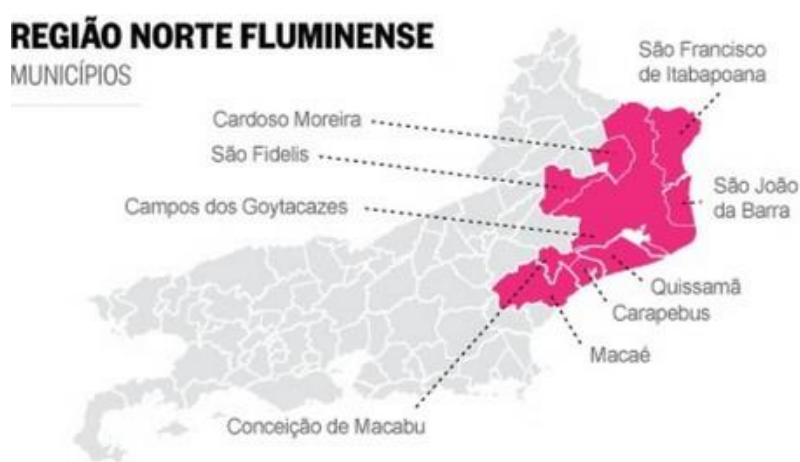 REGIÃO NORTE FLUMINENSE
MUNICÍPIOS
São Francisco
de Itabapoana
Cardoso Moreira
São Fidelis
São João
da Barra
Campos dos Goytacazes
Quissamã
Carapebus
Macaé
Conceição de Macabu